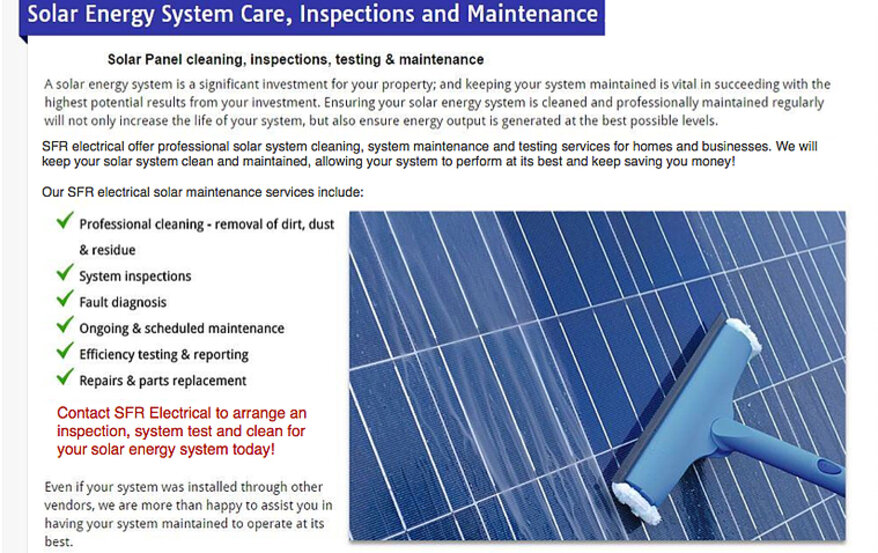 Solar Energy System Care, Inspections and Maintenance
Solar Panel cleaning, inspections, testing & maintenance
A solar energy system is a significant investment for your property; and keeping your system maintained is vital in succeeding with the
highest potential results from your investment. Ensuring your solar energy system is cleaned and professionally maintained regularly
will not only increase the life of your system, but also ensure energy output is generated at the best possible levels.
SFR electrical offer professional solar system cleaning, system maintenance and testing services for homes and businesses. We will
keep your solar system clean and maintained, allowing your system to perform at its best and keep saving you money!
Our SFR electrical solar maintenance services include:
Professional cleaning - removal of dirt, dust
& residue
System inspections
Fault diagnosis
Ongoing & scheduled maintenance
Efficiency testing & reporting
Repairs & parts replacement
Contact SFR Electrical to arrange an
inspection, system test and clean for
your solar energy system today!
Even if your system was installed through other
vendors, we are more than happy to assist you in
having your system maintained to operate at its
best.